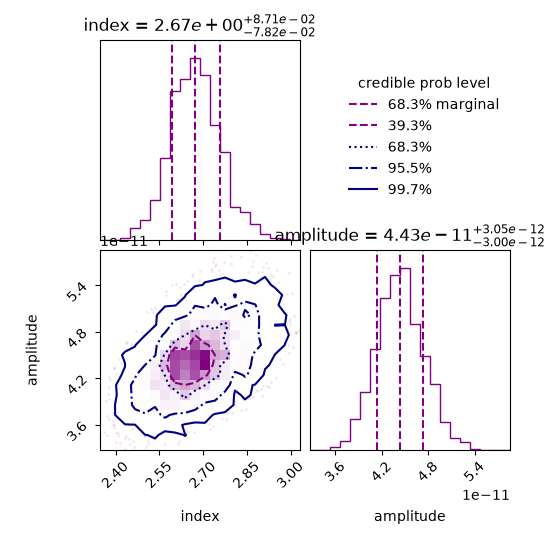 index = 2.67e + 00 +8.71e − 02 −7.82e − 02
credible prob level
68.3% marginal
39.3%
68.3%
95.5%
99.7%
amplitude = 4.43e − 11 +3.05e − 12 −3.00e − 12
1e−11
5.4
4.8
4.2
3.6
amplitude
2.40
2.55
2.70
2.85
3.00
index
3.6
4.2
4.8
5.4
1e−11
amplitude